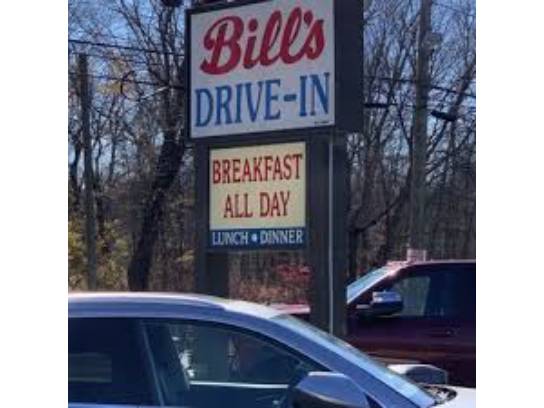 Bill's
DRIVE-IN
BREAKFAST
ALL DAY
LUNCH DINNER